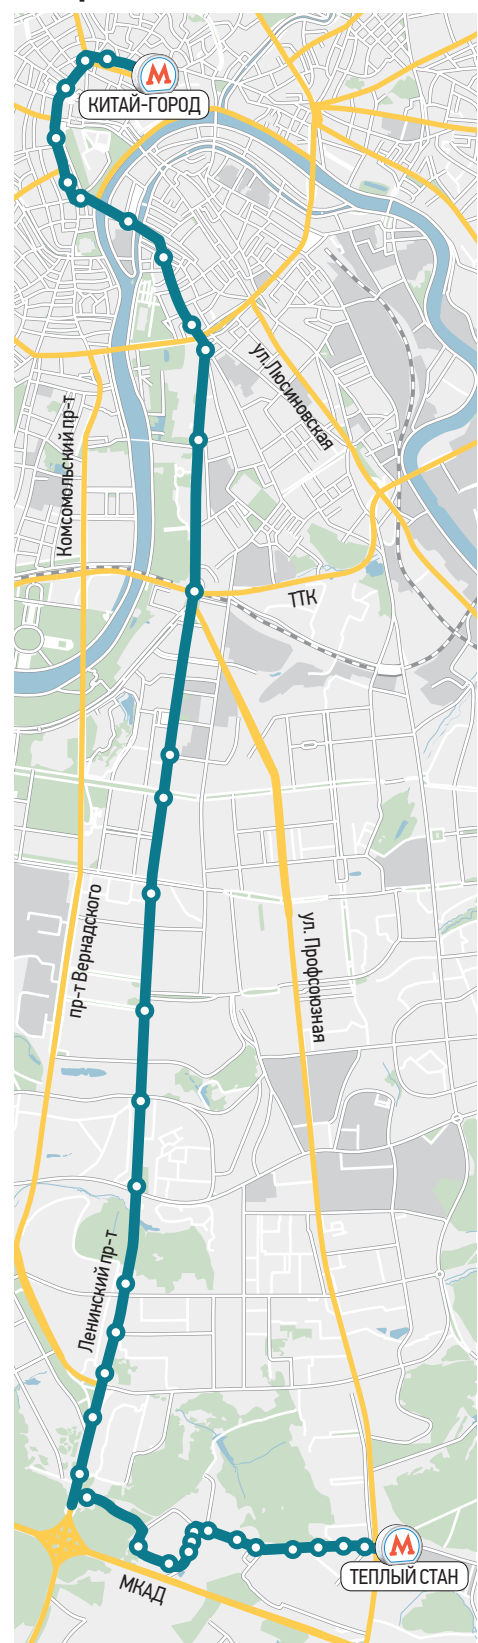 М
КИТАЙ-ГОРОД
ул.Люсиновская
Комсомольский пр-т
ТТК
пр-т Вернадского
ул. Профсоюзная
Ленинский пр-т
М
ТЕПЛЫЙ СТАН
МКАД